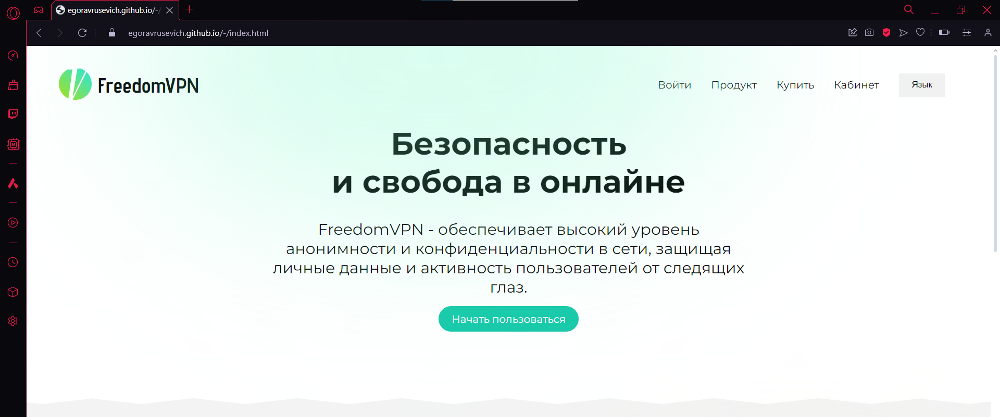 egoravrusevich.github.io/-/
egoravrusevich.github.io/-/index.html
FreedomVPN
Войти
Продукт
Купить
Кабинет
Язык
Безопасность
и свобода в онлайне
FreedomVPN - обеспечивает высокий уровень
анонимности и конфиденциальности в сети, защищая
личные данные и активность пользователей от следящих
глаз.
Начать пользоваться